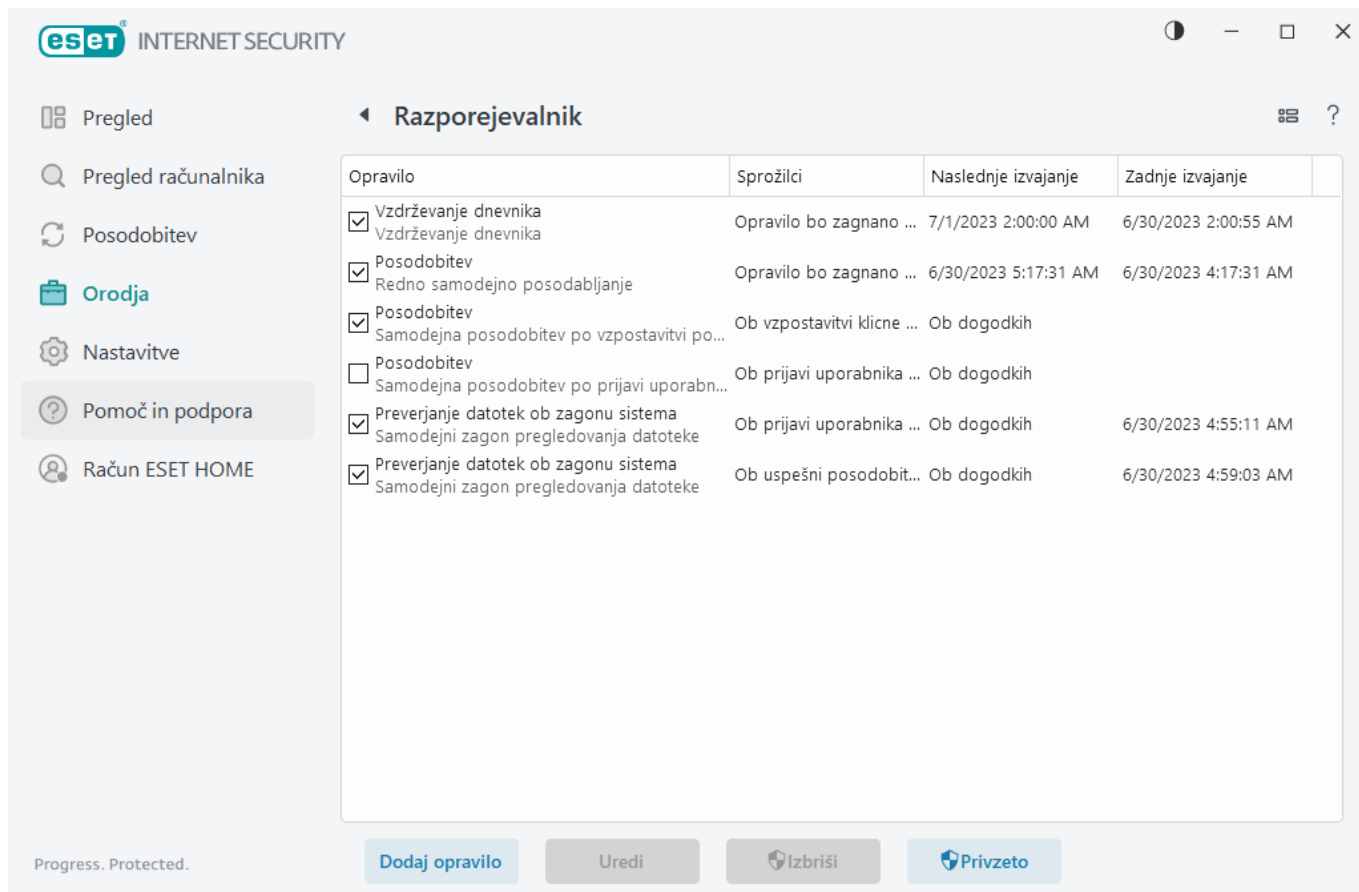 eset® INTERNET SECURITY
Pregled
Pregled računalnika
Posodobitev
Orodja
Nastavitve
Pomoč in podpora
Račun ESET HOME
Progress. Protected.
Razporejevalnik
?
Opravilo Sprožilci Naslednje izvajanje Zadnje izvajanje
Vzdrževanje dnevnika
Vzdrževanje dnevnika
Opravilo bo zagnano ... 7/1/2023 2:00:00 AM 6/30/2023 2:00:55 AM
Posodobitev
Redno samodejno posodabljanje
Opravilo bo zagnano ... 6/30/2023 5:17:31 AM 6/30/2023 4:17:31 AM
Posodobitev
Samodejna posodobitev po vzpostavitvi po...
Ob vzpostavitvi klicne ... Ob dogodkih
Posodobitev
Samodejna posodobitev po prijavi uporabn...
Ob prijavi uporabnika ... Ob dogodkih
Preverjanje datotek ob zagonu sistema
Samodejni zagon pregledovanja datoteke
Ob prijavi uporabnika ... Ob dogodkih 6/30/2023 4:55:11 AM
Preverjanje datotek ob zagonu sistema
Samodejni zagon pregledovanja datoteke
Ob uspešni posodobit... Ob dogodkih 6/30/2023 4:59:03 AM
Dodaj opravilo Uredi Izbriši Privzeto